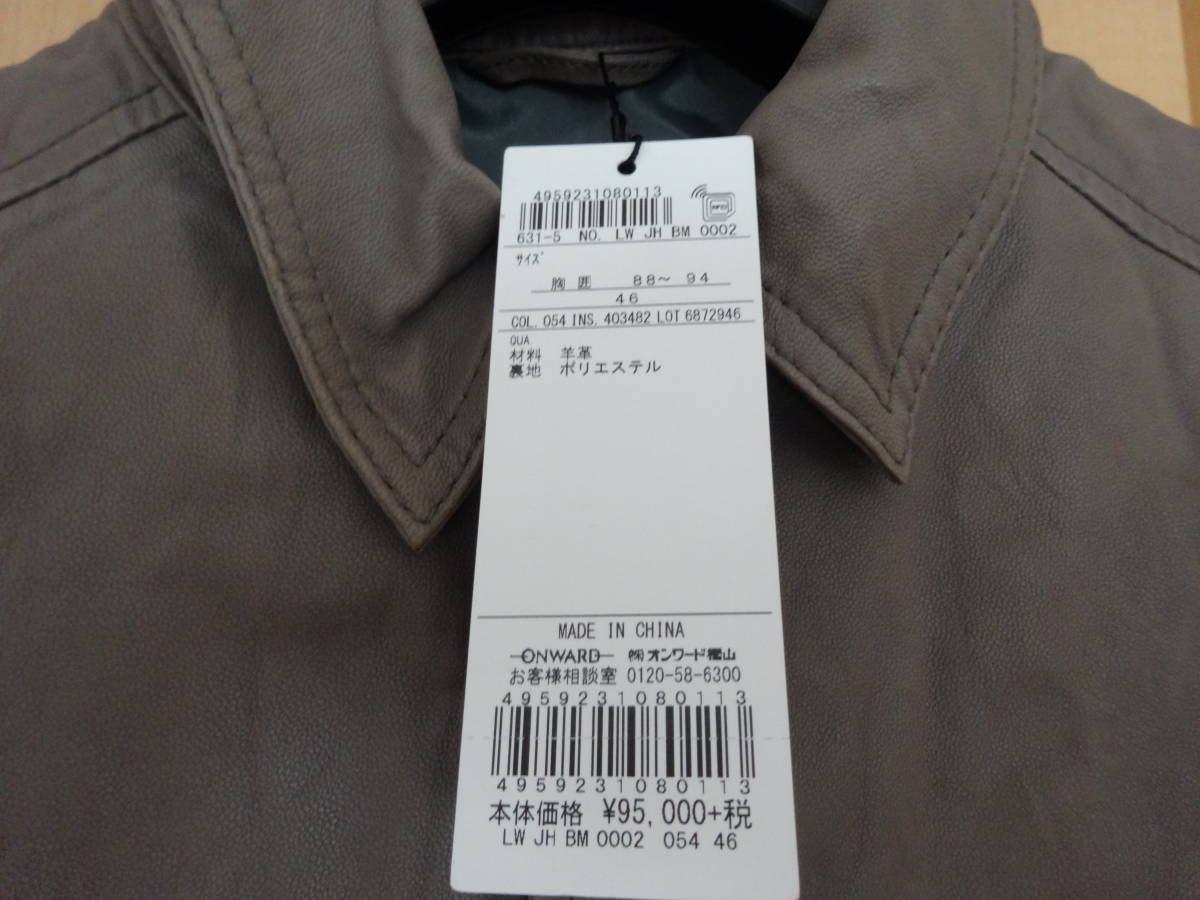 4959231080113
RFID
631-5 NO. LW JH BM 0002
サイズ
胸囲 88~ 94
46
COL. 054 INS. 403482 LOT 6872946
QUA.
材料 羊革
裏地 ポリエステル
MADE IN CHINA
ONWARD ㈱オンワード樫山
お客様相談室 0120-58-6300
4959231080113
4959231080113
本体価格 ¥95,000+税
LW JH BM 0002 054 46